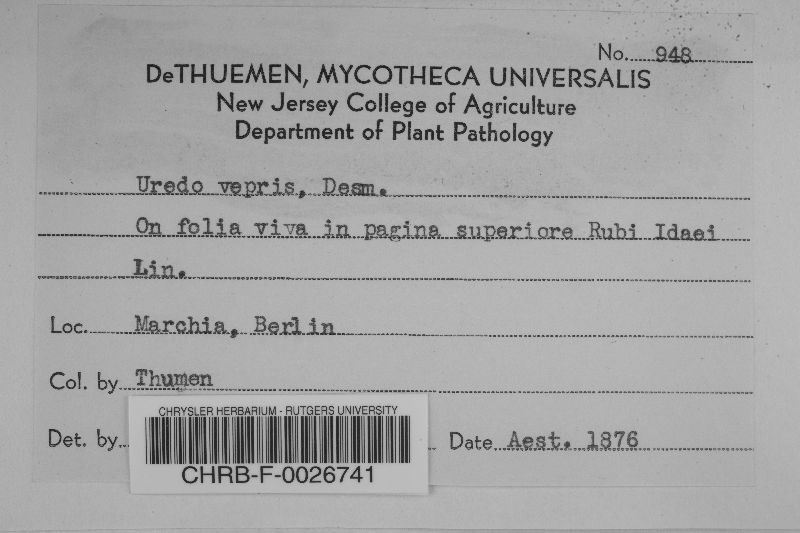 No. 948
DeTHUEMEN, MYCOTHECA UNIVERSALIS
New Jersey College of Agriculture
Department of Plant Pathology
Uredo vepris, Desm.
On folia viva in pagina superiore Rubi Idaei
Lin.
Loc. Marchia, Berlin
Col. by Thumen
Det. by Date Aest. 1876
CHRYSLER HERBARIUM - RUTGERS UNIVERSITY
CHRB-F-0026741